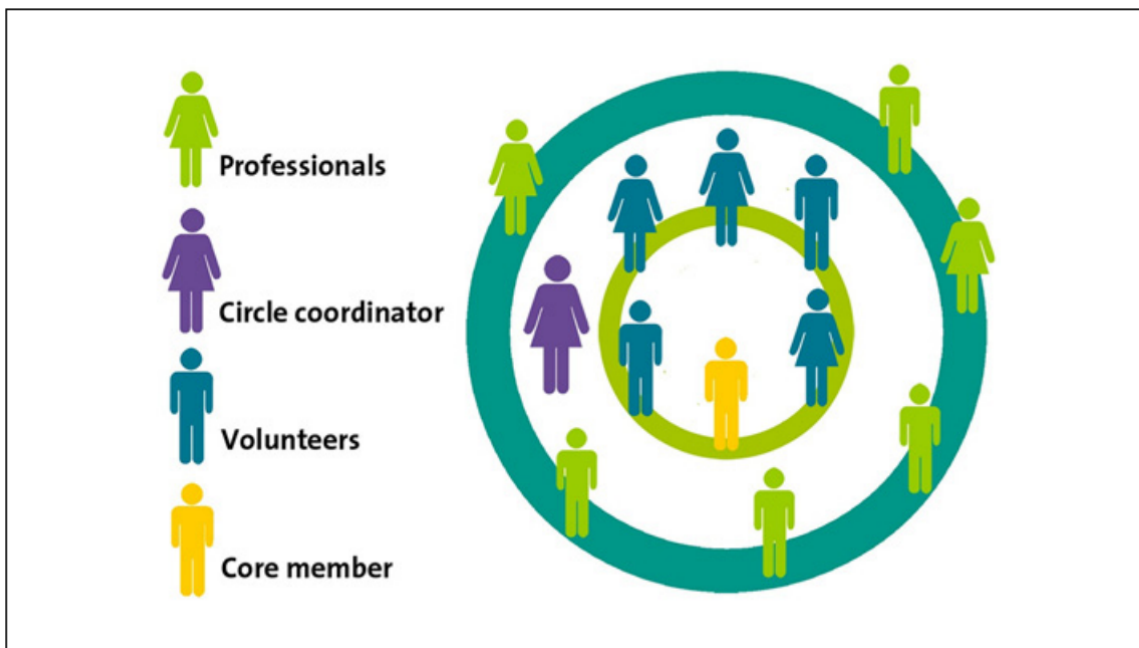 Professionals
Circle coordinator
Volunteers
Core member